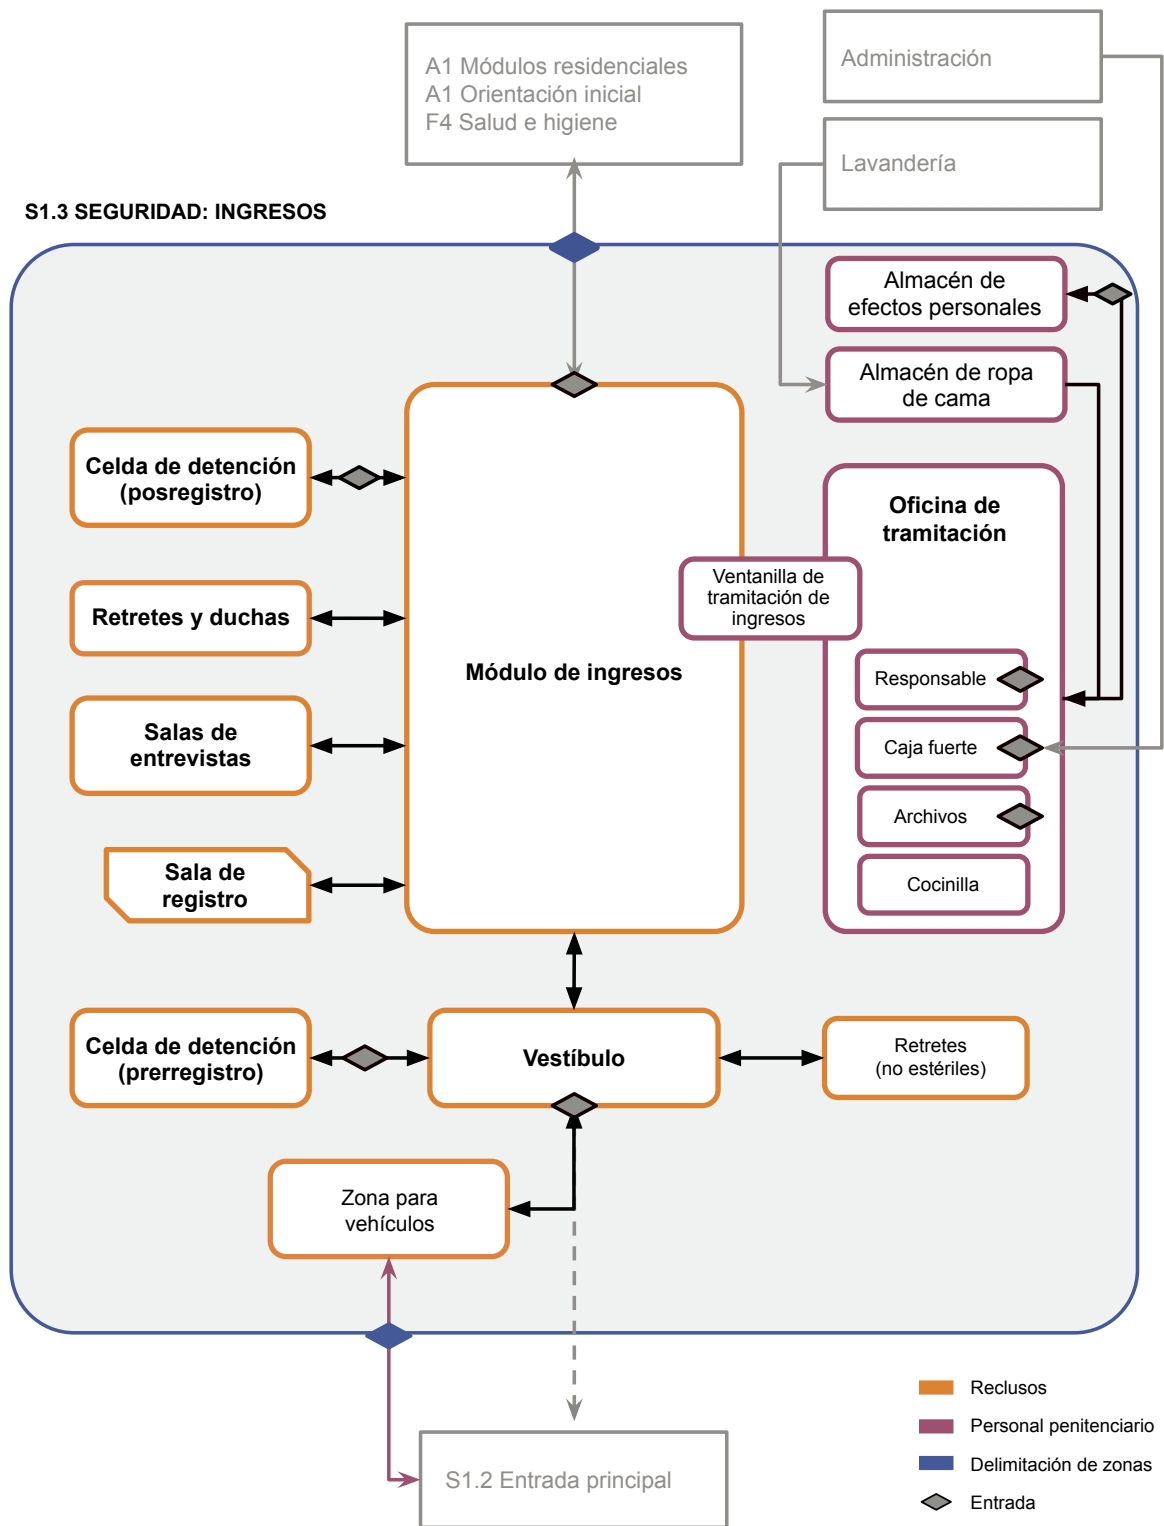 A1 Módulos residenciales
A1 Orientación inicial
F4 Salud e higiene
Administración
Lavandería
S1.3 SEGURIDAD: INGRESOS
Almacén de
efectos personales
Almacén de ropa
de cama
Celda de detención
(posregistro)
Oficina de
tramitación
Ventanilla de
tramitación de
ingresos
Retretes y duchas
Módulo de ingresos
Responsable
Salas de
entrevistas
Caja fuerte
Archivos
Sala de
registro
Cocinilla
Celda de detención
(prerregistro)
Vestíbulo
Retretes
(no estériles)
Zona para
vehículos
S1.2 Entrada principal
Reclusos
Personal penitenciario
Delimitación de zonas
Entrada